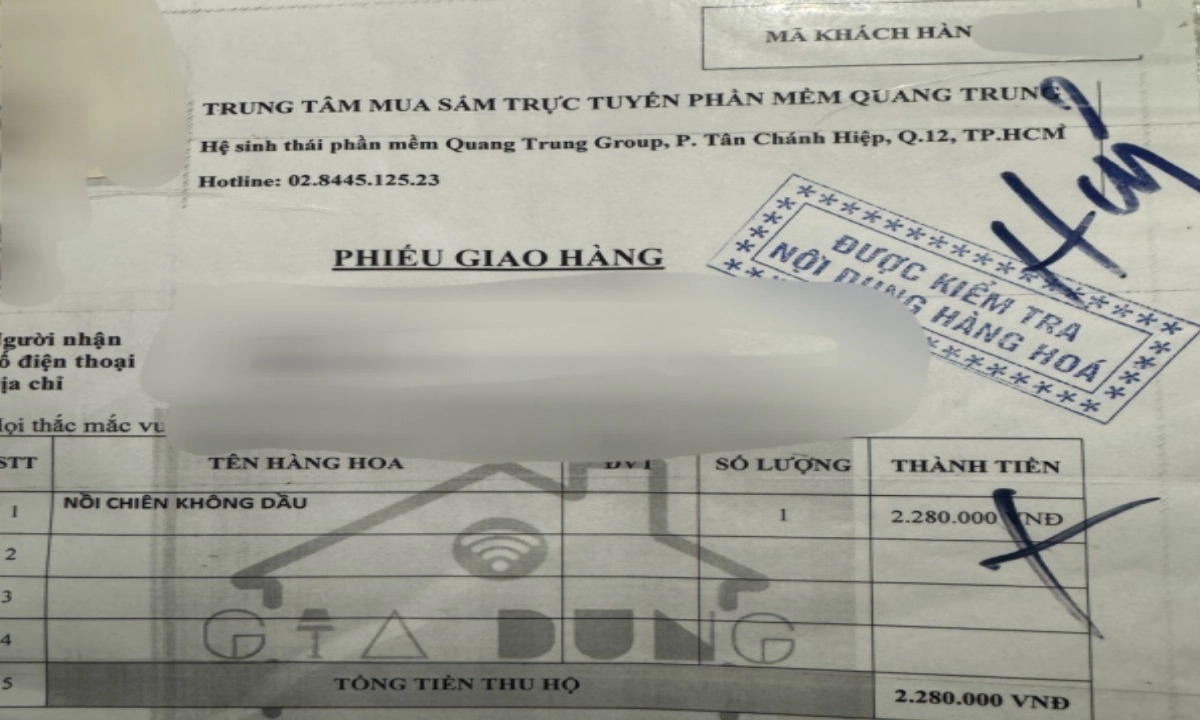 MÃ KHÁCH HÀN
TRUNG TÂM MUA SẮM TRỰC TUYẾN PHẦN MỀM QUANG TRUNG
Hệ sinh thái phần mềm Quang Trung Group, P. Tân Chánh Hiệp, Q.12, TP.HCM
Hotline: 02.8445.125.23
Huỷ
PHIẾU GIAO HÀNG
ĐƯỢC KIỂM TRA
NỘI DUNG HÀNG HOÁ
gười nhận
ố điện thoại
ịa chỉ
ọi thắc mắc vu
STT TÊN HÀNG HOA ĐVT SỐ LƯỢNG THÀNH TIỀN
1 NỒI CHIÊN KHÔNG DẦU 1 2.280.000 VNĐ
2
3
4
GIA DỤNG
5 TỔNG TIỀN THU HỘ 2.280.000 VNĐ